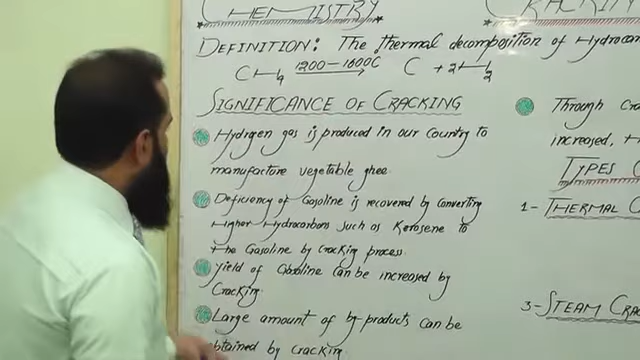 CHEMISTRY
CRACKIN
DEFINITION: The thermal decomposition of Hydrocar
CH4 1200-1600C C + 2H2
SIGNIFICANCE OF CRACKING
Hydrogen gas is produced in our Country to
manufacture vegetable ghee
Deficiency of Gasoline is recovered by converting
Higher Hydrocarbons such as Kerosene to
the Gasoline by cracking process.
Yield of Gasoline can be increased by
Cracking.
Large amount of by-products can be
obtained by cracking
Through Cra
increased, H
TYPES C
1- THERMAL C
3- STEAM CRAC